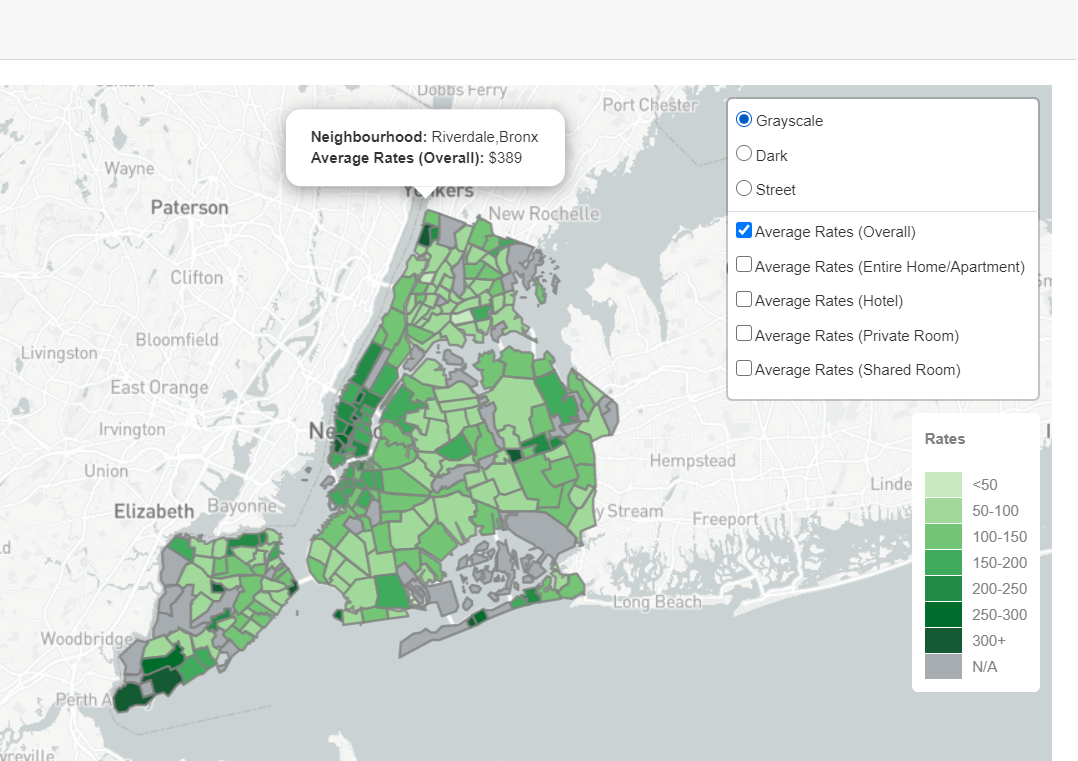 Dobbs Ferry
Port Chester
Neighbourhood: Riverdale,Bronx
Average Rates (Overall): $389
Grayscale
Dark
Street
Average Rates (Overall)
Average Rates (Entire Home/Apartment)
Average Rates (Hotel)
Average Rates (Private Room)
Average Rates (Shared Room)
Wayne
Paterson
New Rochelle
Clifton
Bloomfield
Livingston
East Orange
Irvington
Union
Hempstead
Elizabeth
Bayonne
y Stream
Freeport
Linde
Long Beach
Woodbridge
Perth A
Rates
<50
50-100
100-150
150-200
200-250
250-300
300+
N/A